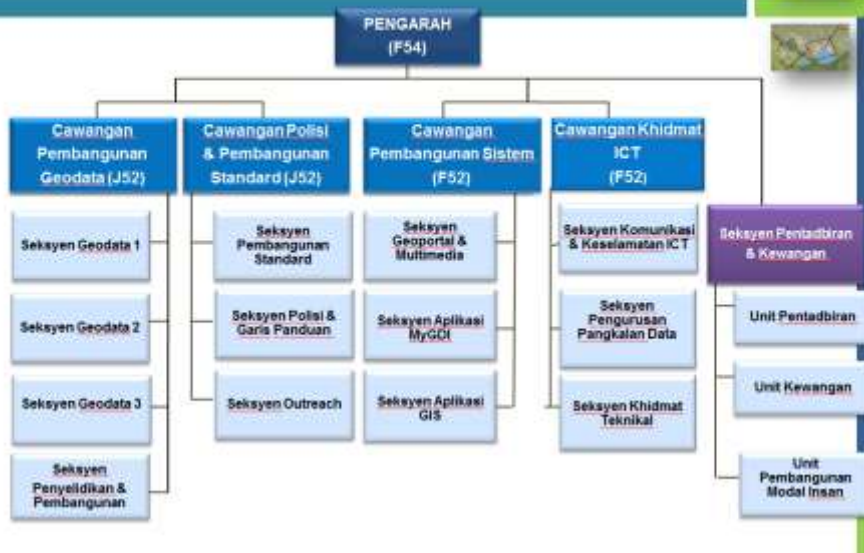 PENGARAH
(F54)
Cawangan
Pembangunan
Geodata (J52)
Cawangan Polisi
& Pembangunan
Standard (J52)
Cawangan
Pembangunan Sistem
(F52)
Cawangan Khidmat
ICT
(F52)
Seksyen Geodata 1
Seksyen Geodata 2
Seksyen Geodata 3
Seksyen
Penyelidikan &
Pembangunan
Seksyen
Pembangunan
Standard
Seksyen Polisi &
Garis Panduan
Seksyen Outreach
Seksyen
Geoportal &
Multimedia
Seksyen Aplikasi
MyGDI
Seksyen Aplikasi
GIS
Seksyen Komunikasi
& Keselamatan ICT
Seksyen
Pengurusan
Pangkalan Data
Seksyen Khidmat
Teknikal
Seksyen Pentadbiran
& Kewangan
Unit Pentadbiran
Unit Kewangan
Unit
Pembangunan
Modal Insan